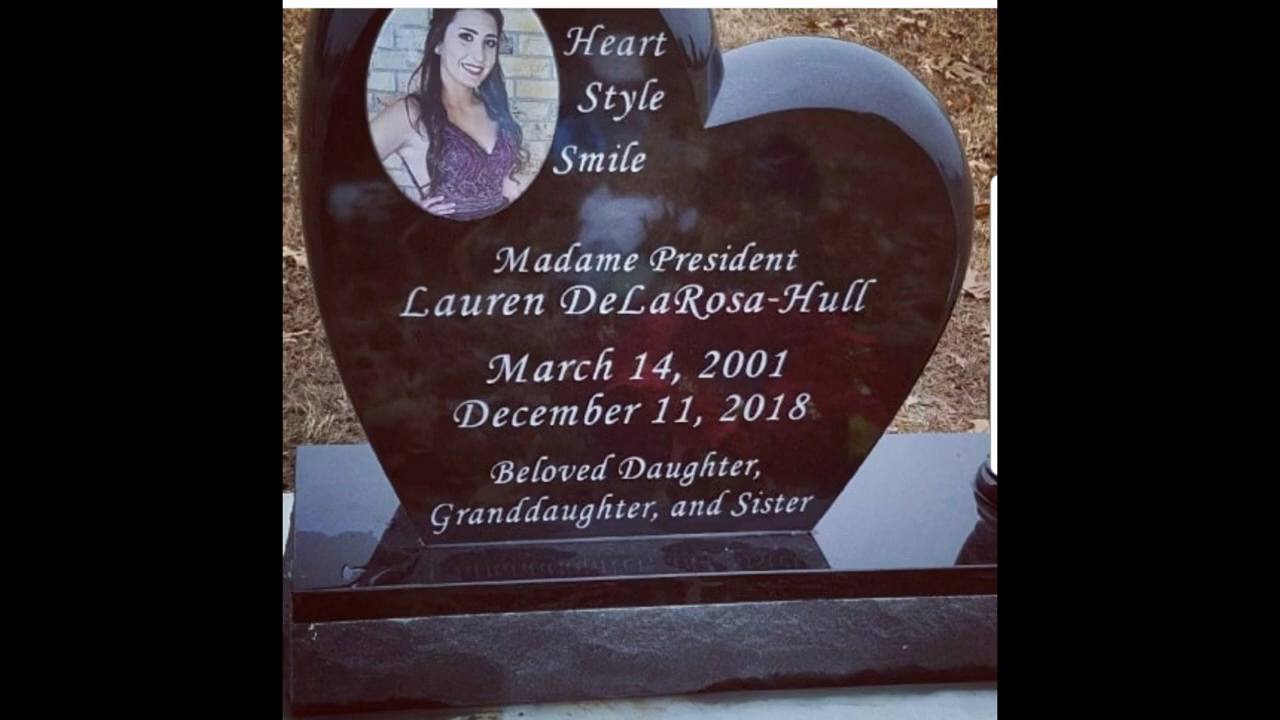 Heart
Style
Smile
Madame President
Lauren DeLaRosa-Hull
March 14, 2001
December 11, 2018
Beloved Daughter,
Granddaughter, and Sister